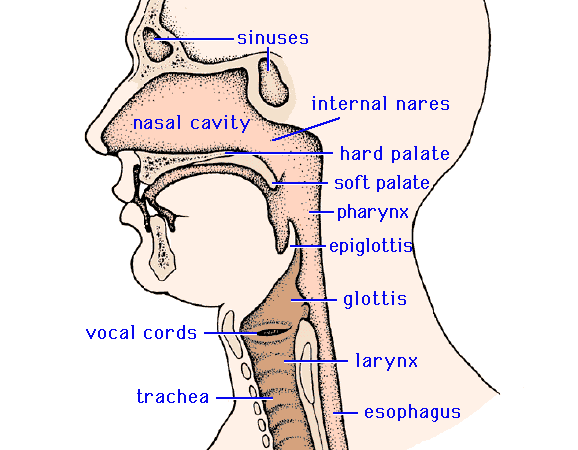 sinuses
internal nares
nasal cavity
hard palate
soft palate
pharynx
epiglottis
glottis
vocal cords
larynx
trachea
esophagus